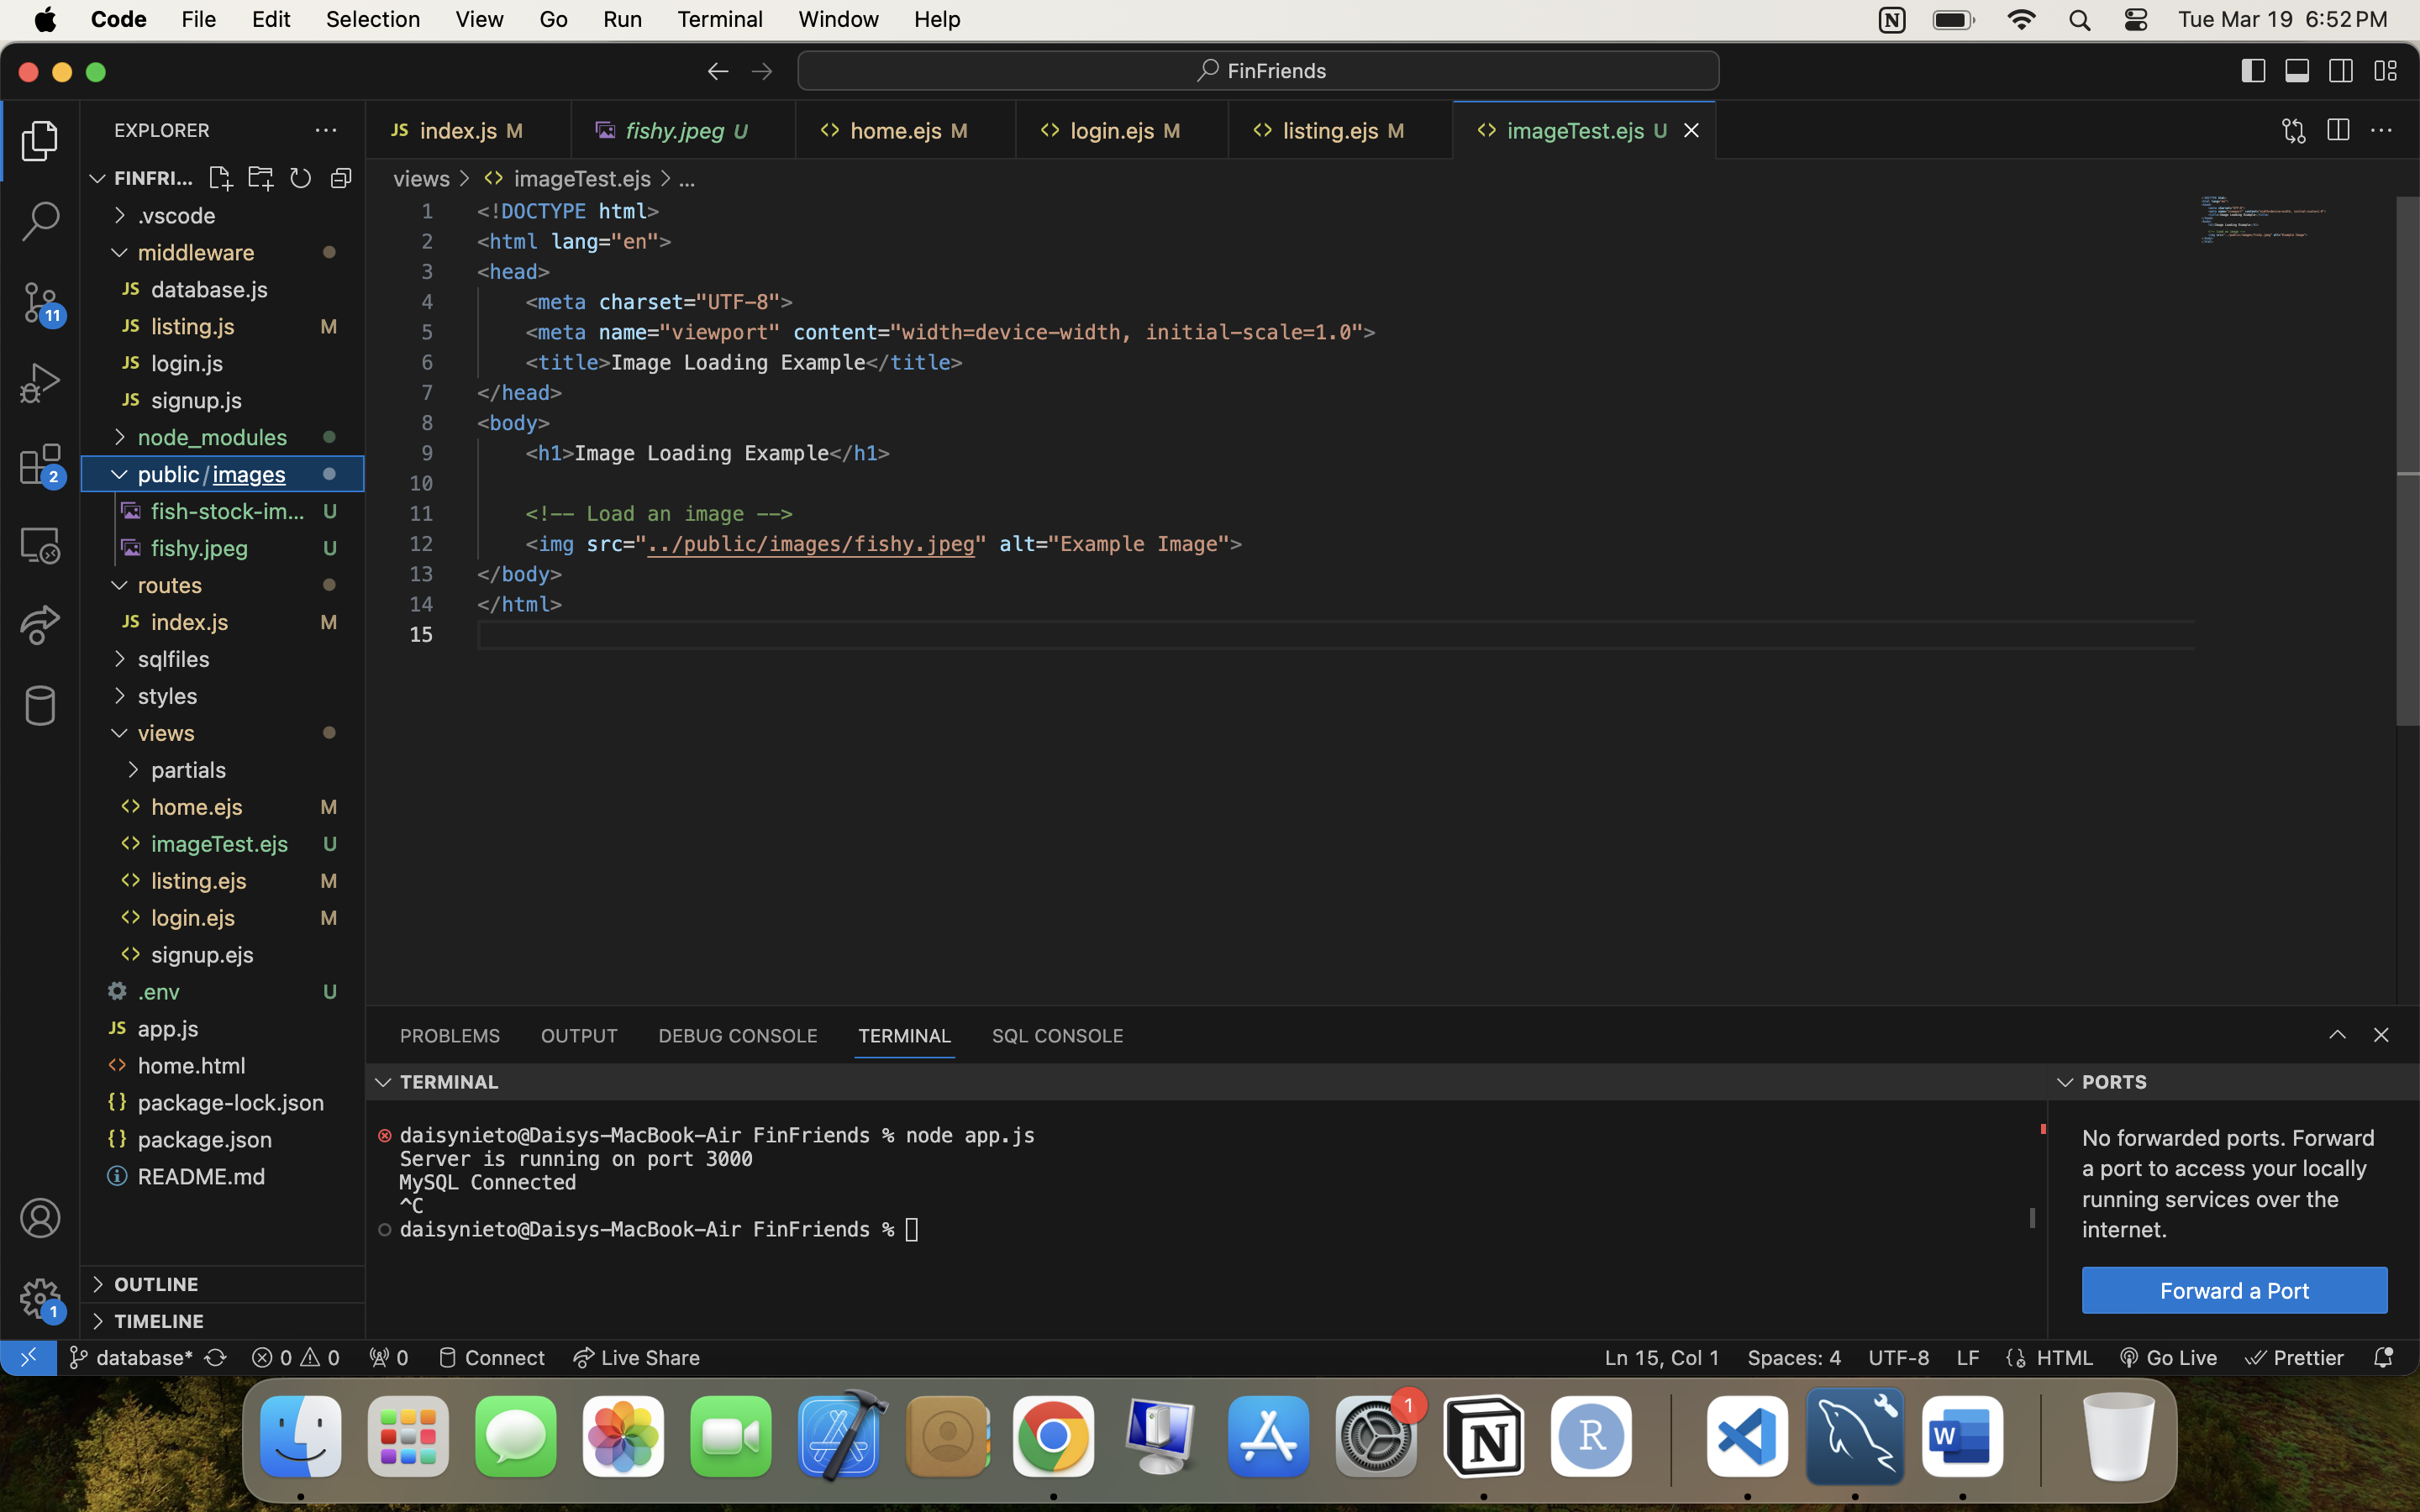 Code File Edit Selection View Go Run Terminal Window Help
Tue Mar 19 6:52 PM
FinFriends
EXPLORER
FINFRI...
.vscode
middleware
JS database.js
JS listing.js M
JS login.js
JS signup.js
node_modules
public/images
fish-stock-im... U
fishy.jpeg U
routes
JS index.js M
sqlfiles
styles
views
partials
home.ejs M
imageTest.ejs U
listing.ejs M
login.ejs M
signup.ejs
.env U
JS app.js
home.html
package-lock.json
package.json
README.md
OUTLINE
TIMELINE
11
2
1
JS index.js M
fishy.jpeg U
home.ejs M
login.ejs M
listing.ejs M
imageTest.ejs U
views > imageTest.ejs > ...
1 <!DOCTYPE html>
2 <html lang="en">
3 <head>
4 <meta charset="UTF-8">
5 <meta name="viewport" content="width=device-width, initial-scale=1.0">
6 <title>Image Loading Example</title>
7 </head>
8 <body>
9 <h1>Image Loading Example</h1>
10
11 <!-- Load an image -->
12 <img src="../public/images/fishy.jpeg" alt="Example Image">
13 </body>
14 </html>
15
PROBLEMS OUTPUT DEBUG CONSOLE TERMINAL SQL CONSOLE
TERMINAL
daisynieto@Daisys-MacBook-Air FinFriends % node app.js
Server is running on port 3000
MySQL Connected
^C
daisynieto@Daisys-MacBook-Air FinFriends %
PORTS
No forwarded ports. Forward
a port to access your locally
running services over the
internet.
Forward a Port
database* 0 0 0 Connect Live Share
Ln 15, Col 1 Spaces: 4 UTF-8 LF HTML Go Live Prettier
1
N
R
W